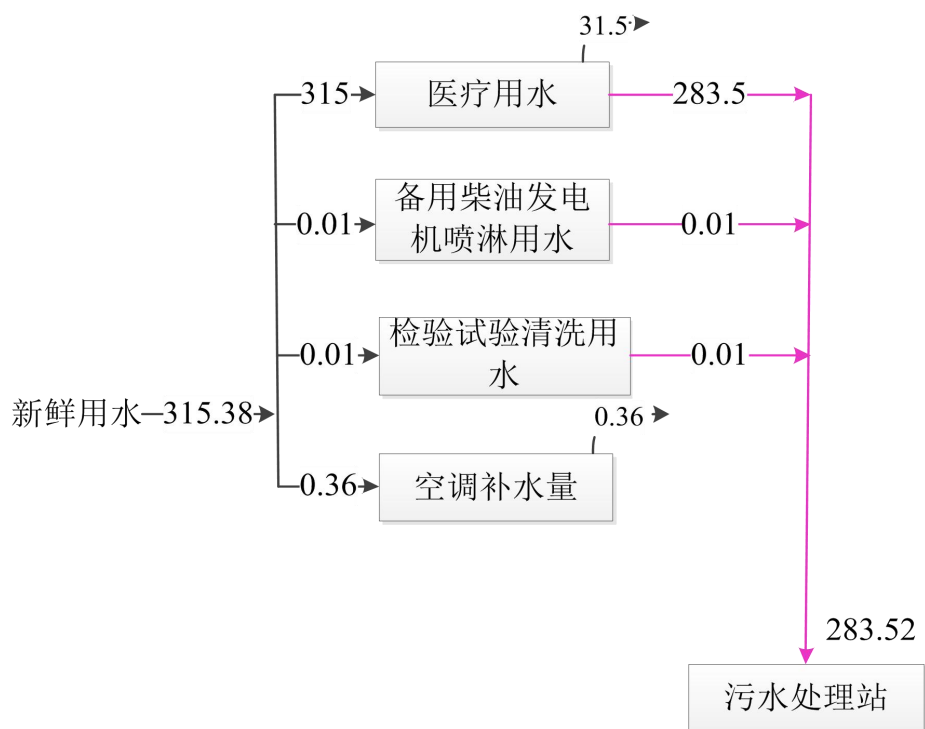 31.5
315
医疗用水
283.5
0.01
备用柴油发电
机喷淋用水
0.01
0.01
检验试验清洗用
水
0.01
新鲜用水
315.38
0.36
0.36
空调补水量
283.52
污水处理站